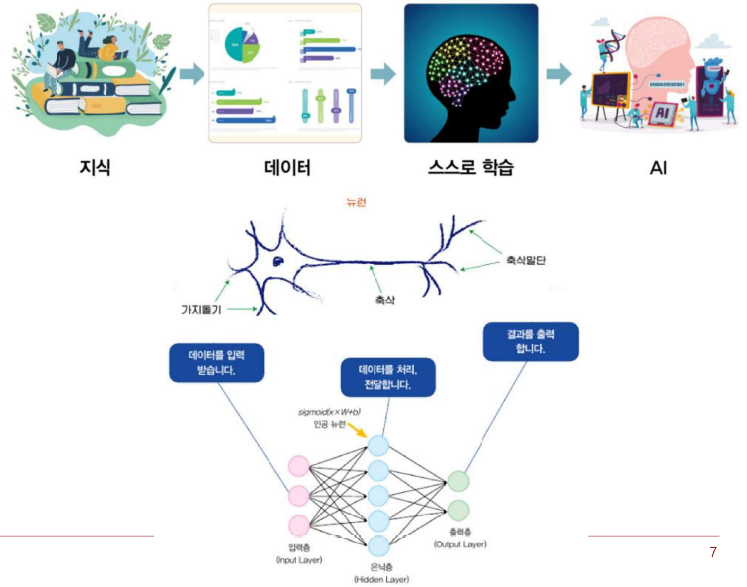 지식
데이터
스스로 학습
AI
AI
뉴런
축삭말단
가지돌기
축삭
데이터를 입력
받습니다.
데이터를 처리,
전달합니다.
결과를 출력
합니다.
sigmoid(x×W+b)
인공 뉴런
입력층
(Input Layer)
은닉층
(Hidden Layer)
출력층
(Output Layer)
7